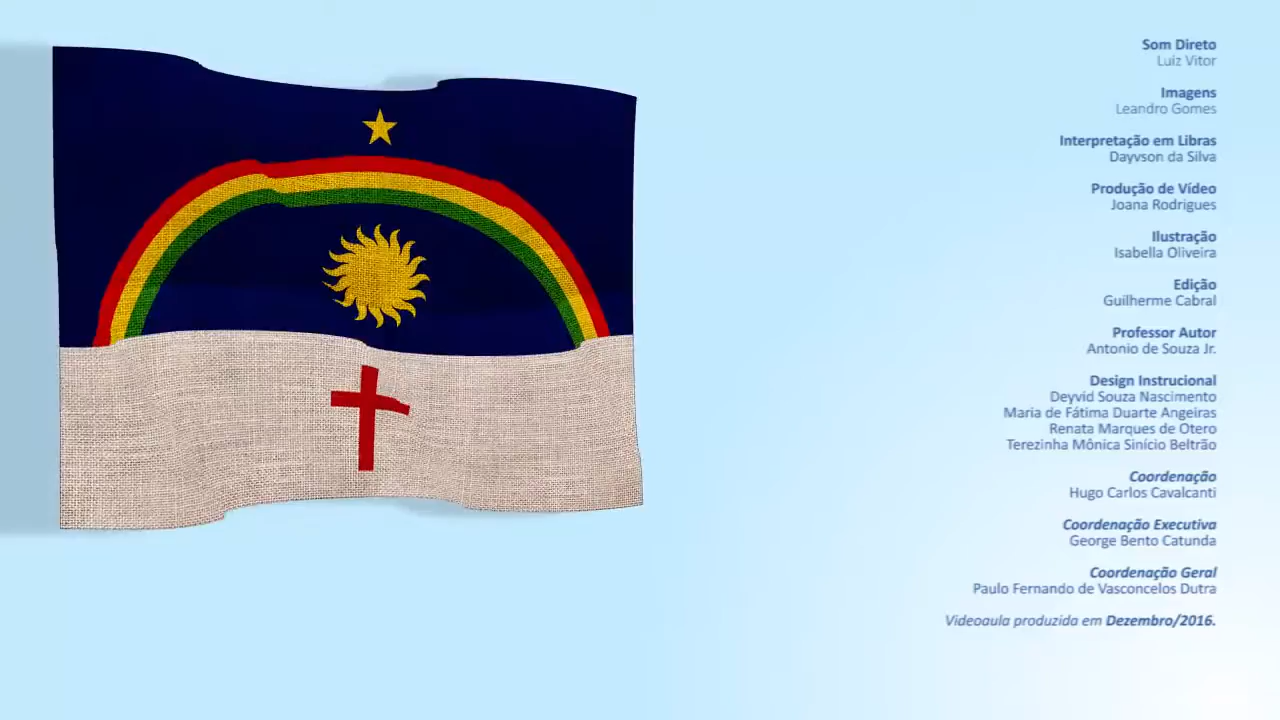 Som Direto
Luiz Vitor
Imagens
Leandro Gomes
Interpretação em Libras
Dayvson da Silva
Produção de Vídeo
Joana Rodrigues
Ilustração
Isabella Oliveira
Edição
Guilherme Cabral
Professor Autor
Antonio de Souza Jr.
Design Instrucional
Deyvid Souza Nascimento
Maria de Fátima Duarte Angeiras
Renata Marques de Otero
Terezinha Mônica Sinício Beltrão
Coordenação
Hugo Carlos Cavalcanti
Coordenação Executiva
George Bento Catunda
Coordenação Geral
Paulo Fernando de Vasconcelos Dutra
Videoaula produzida em Dezembro/2016.